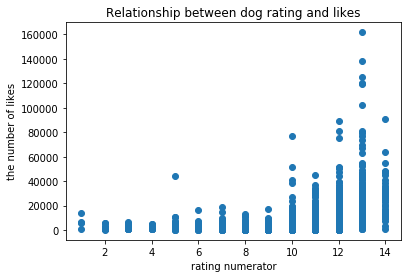 Relationship between dog rating and likes
160000
140000
120000
100000
80000
60000
40000
20000
0
the number of likes
2 4 6 8 10 12 14
rating numerator